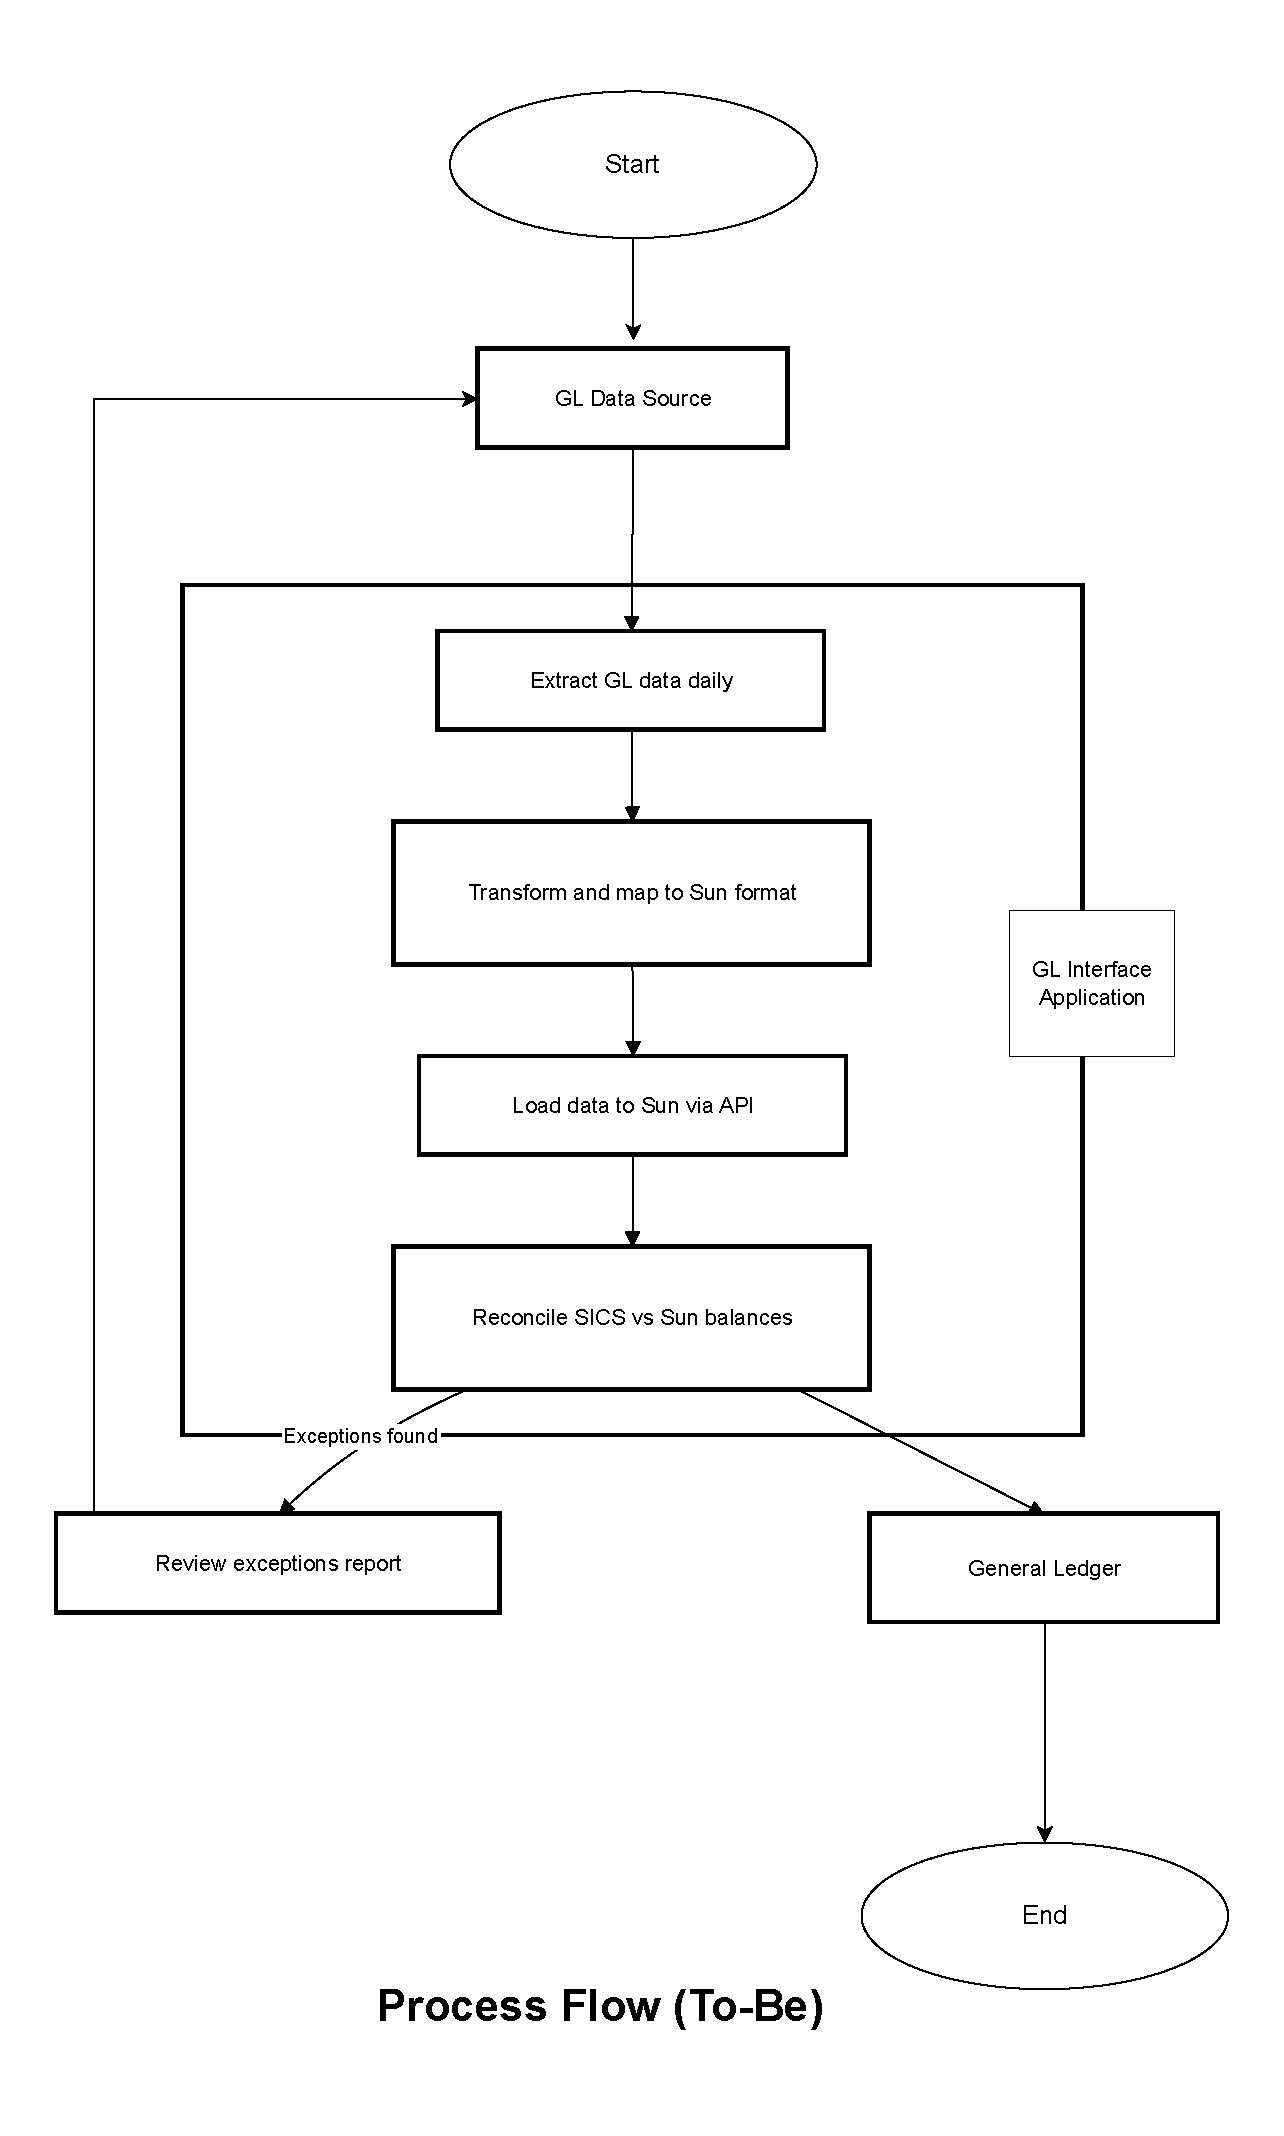 Start
GL Data Source
Extract GL data daily
Transform and map to Sun format
GL Interface
Application
Load data to Sun via API
Reconcile SICS vs Sun balances
Exceptions found
Review exceptions report
General Ledger
End
Process Flow (To-Be)